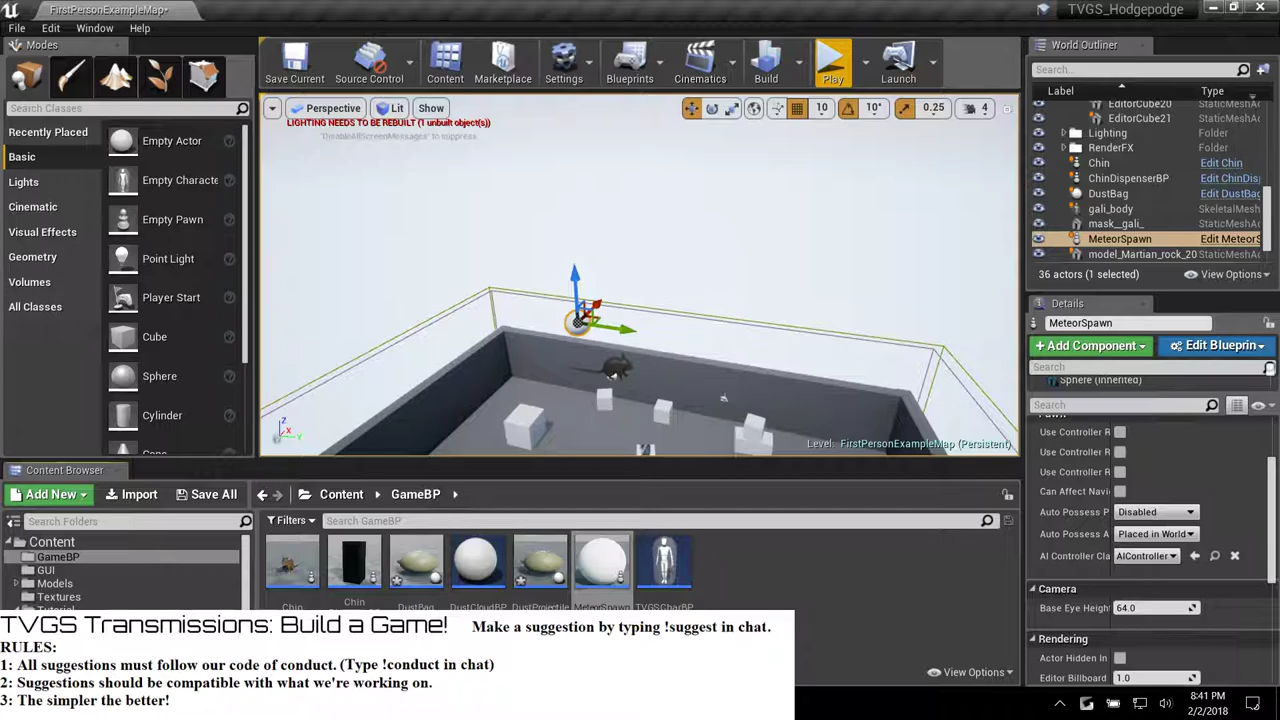 FirstPersonExampleMap*
TVGS_Hodgepodge
File Edit Window Help
Modes
Search Classes
Recently Placed
Basic
Lights
Cinematic
Visual Effects
Geometry
Volumes
All Classes
Empty Actor
Empty Characte
Empty Pawn
Point Light
Player Start
Cube
Sphere
Cylinder
Save Current
Source Control
Content
Marketplace
Settings
Blueprints
Cinematics
Build
Play
Launch
Perspective Lit Show
10 10° 0.25 4
LIGHTING NEEDS TO BE REBUILT (1 unbuilt object(s))
'DisableAllScreenMessages' to suppress
Z
X
Y
Level: FirstPersonExampleMap (Persistent)
World Outliner
Search...
Label Type
EditorCube20 StaticMeshAc
EditorCube21 StaticMeshAc
Lighting Folder
RenderFX Folder
Chin Edit Chin
ChinDispenserBP Edit ChinDis
DustBag Edit DustBag
gali_body SkeletalMesh
mask__gali_ StaticMeshAc
MeteorSpawn Edit MeteorS
model_Martian_rock_20 StaticMeshAc
36 actors (1 selected) View Options
Details
MeteorSpawn
+ Add Component Edit Blueprin
Search
Sphere (Inherited)
Search
Use Controller R
Use Controller R
Use Controller R
Can Affect Navi
Auto Possess P Disabled
Auto Possess A Placed in World
AI Controller Cla AIController
Camera
Base Eye Height 64.0
Rendering
Actor Hidden In
Editor Billboard 1.0
Content Browser
Add New Import Save All Content GameBP
Search Folders
Filters Search GameBP
Content
GameBP
GUI
Models
Textures
Tutorial
Chin
Chin
DustBag
DustCloudBP
DustProjectile
MeteorSpawn
TVGSCharBP
View Options
TVGS Transmissions: Build a Game! Make a suggestion by typing !suggest in chat.
RULES:
1: All suggestions must follow our code of conduct. (Type !conduct in chat)
2: Suggestions should be compatible with what we're working on.
3: The simpler the better!
8:41 PM
2/2/2018